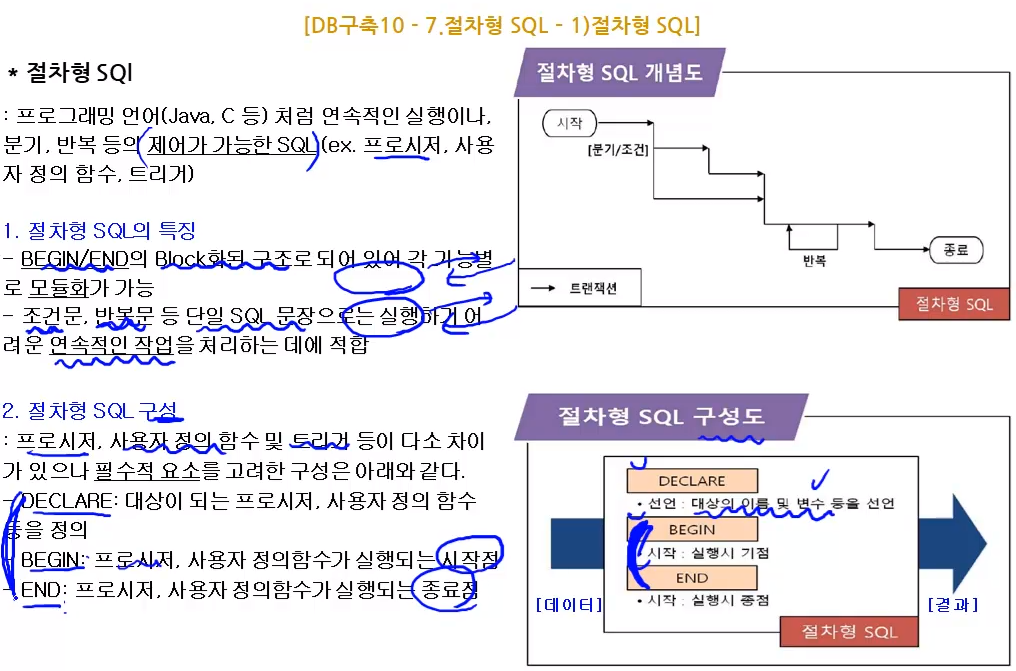 [DB구축10 - 7.절차형 SQL - 1)절차형 SQL]
* 절차형 SQl
: 프로그래밍 언어(Java, C 등) 처럼 연속적인 실행이나,
분기, 반복 등의 제어가 가능한 SQL(ex. 프로시저, 사용
자 정의 함수, 트리거)
1. 절차형 SQL의 특징
- BEGIN/END의 Block화된 구조로 되어 있어 각 기능별
로 모듈화가 가능
- 조건문, 반복문 등 단일 SQL 문장으로는 실행하기 어
려운 연속적인 작업을 처리하는 데에 적합
2. 절차형 SQL 구성
: 프로시저, 사용자 정의 함수 및 트리거 등이 다소 차이
가 있으나 필수적 요소를 고려한 구성은 아래와 같다.
- DECLARE: 대상이 되는 프로시저, 사용자 정의 함수
등을 정의
- BEGIN: 프로시저, 사용자 정의함수가 실행되는 시작점
- END: 프로시저, 사용자 정의함수가 실행되는 종료점
절차형 SQL 개념도
시작
[분기/조건]
반복
종료
트랜잭션
절차형 SQL
절차형 SQL 구성도
DECLARE
• 선언 : 대상의 이름 및 변수 등을 선언
BEGIN
• 시작 : 실행시 기점
END
• 시작 : 실행시 종점
[데이터]
[결과]
절차형 SQL